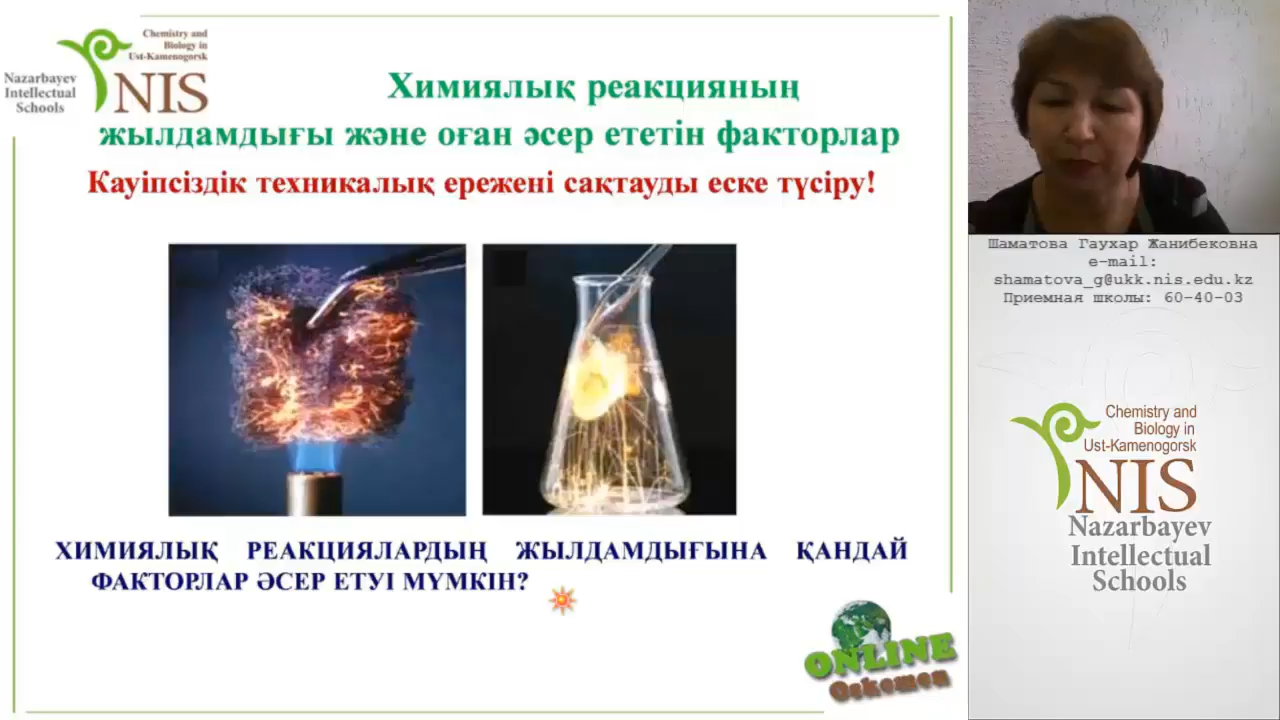 Chemistry and
Biology in
Ust-Kamenogorsk
NIS
Nazarbayev
Intellectual
Schools
Химиялық реакцияның
жылдамдығы және оған әсер ететін факторлар
Кауіпсіздік техникалық ережені сақтауды еске түсіру!
ХИМИЯЛЫҚ РЕАКЦИЯЛАРДЫҢ ЖЫЛДАМДЫҒЫНА ҚАНДАЙ
ФАКТОРЛАР ӘСЕР ЕТУІ МҮМКІН?
ONLINE
Oskemen
Шаматова Гаухар Жанибековна
e-mail:
shamatova_g@ukk.nis.edu.kz
Приемная школы: 60-40-03
Chemistry and
Biology in
Ust-Kamenogorsk
NIS
Nazarbayev
Intellectual
Schools